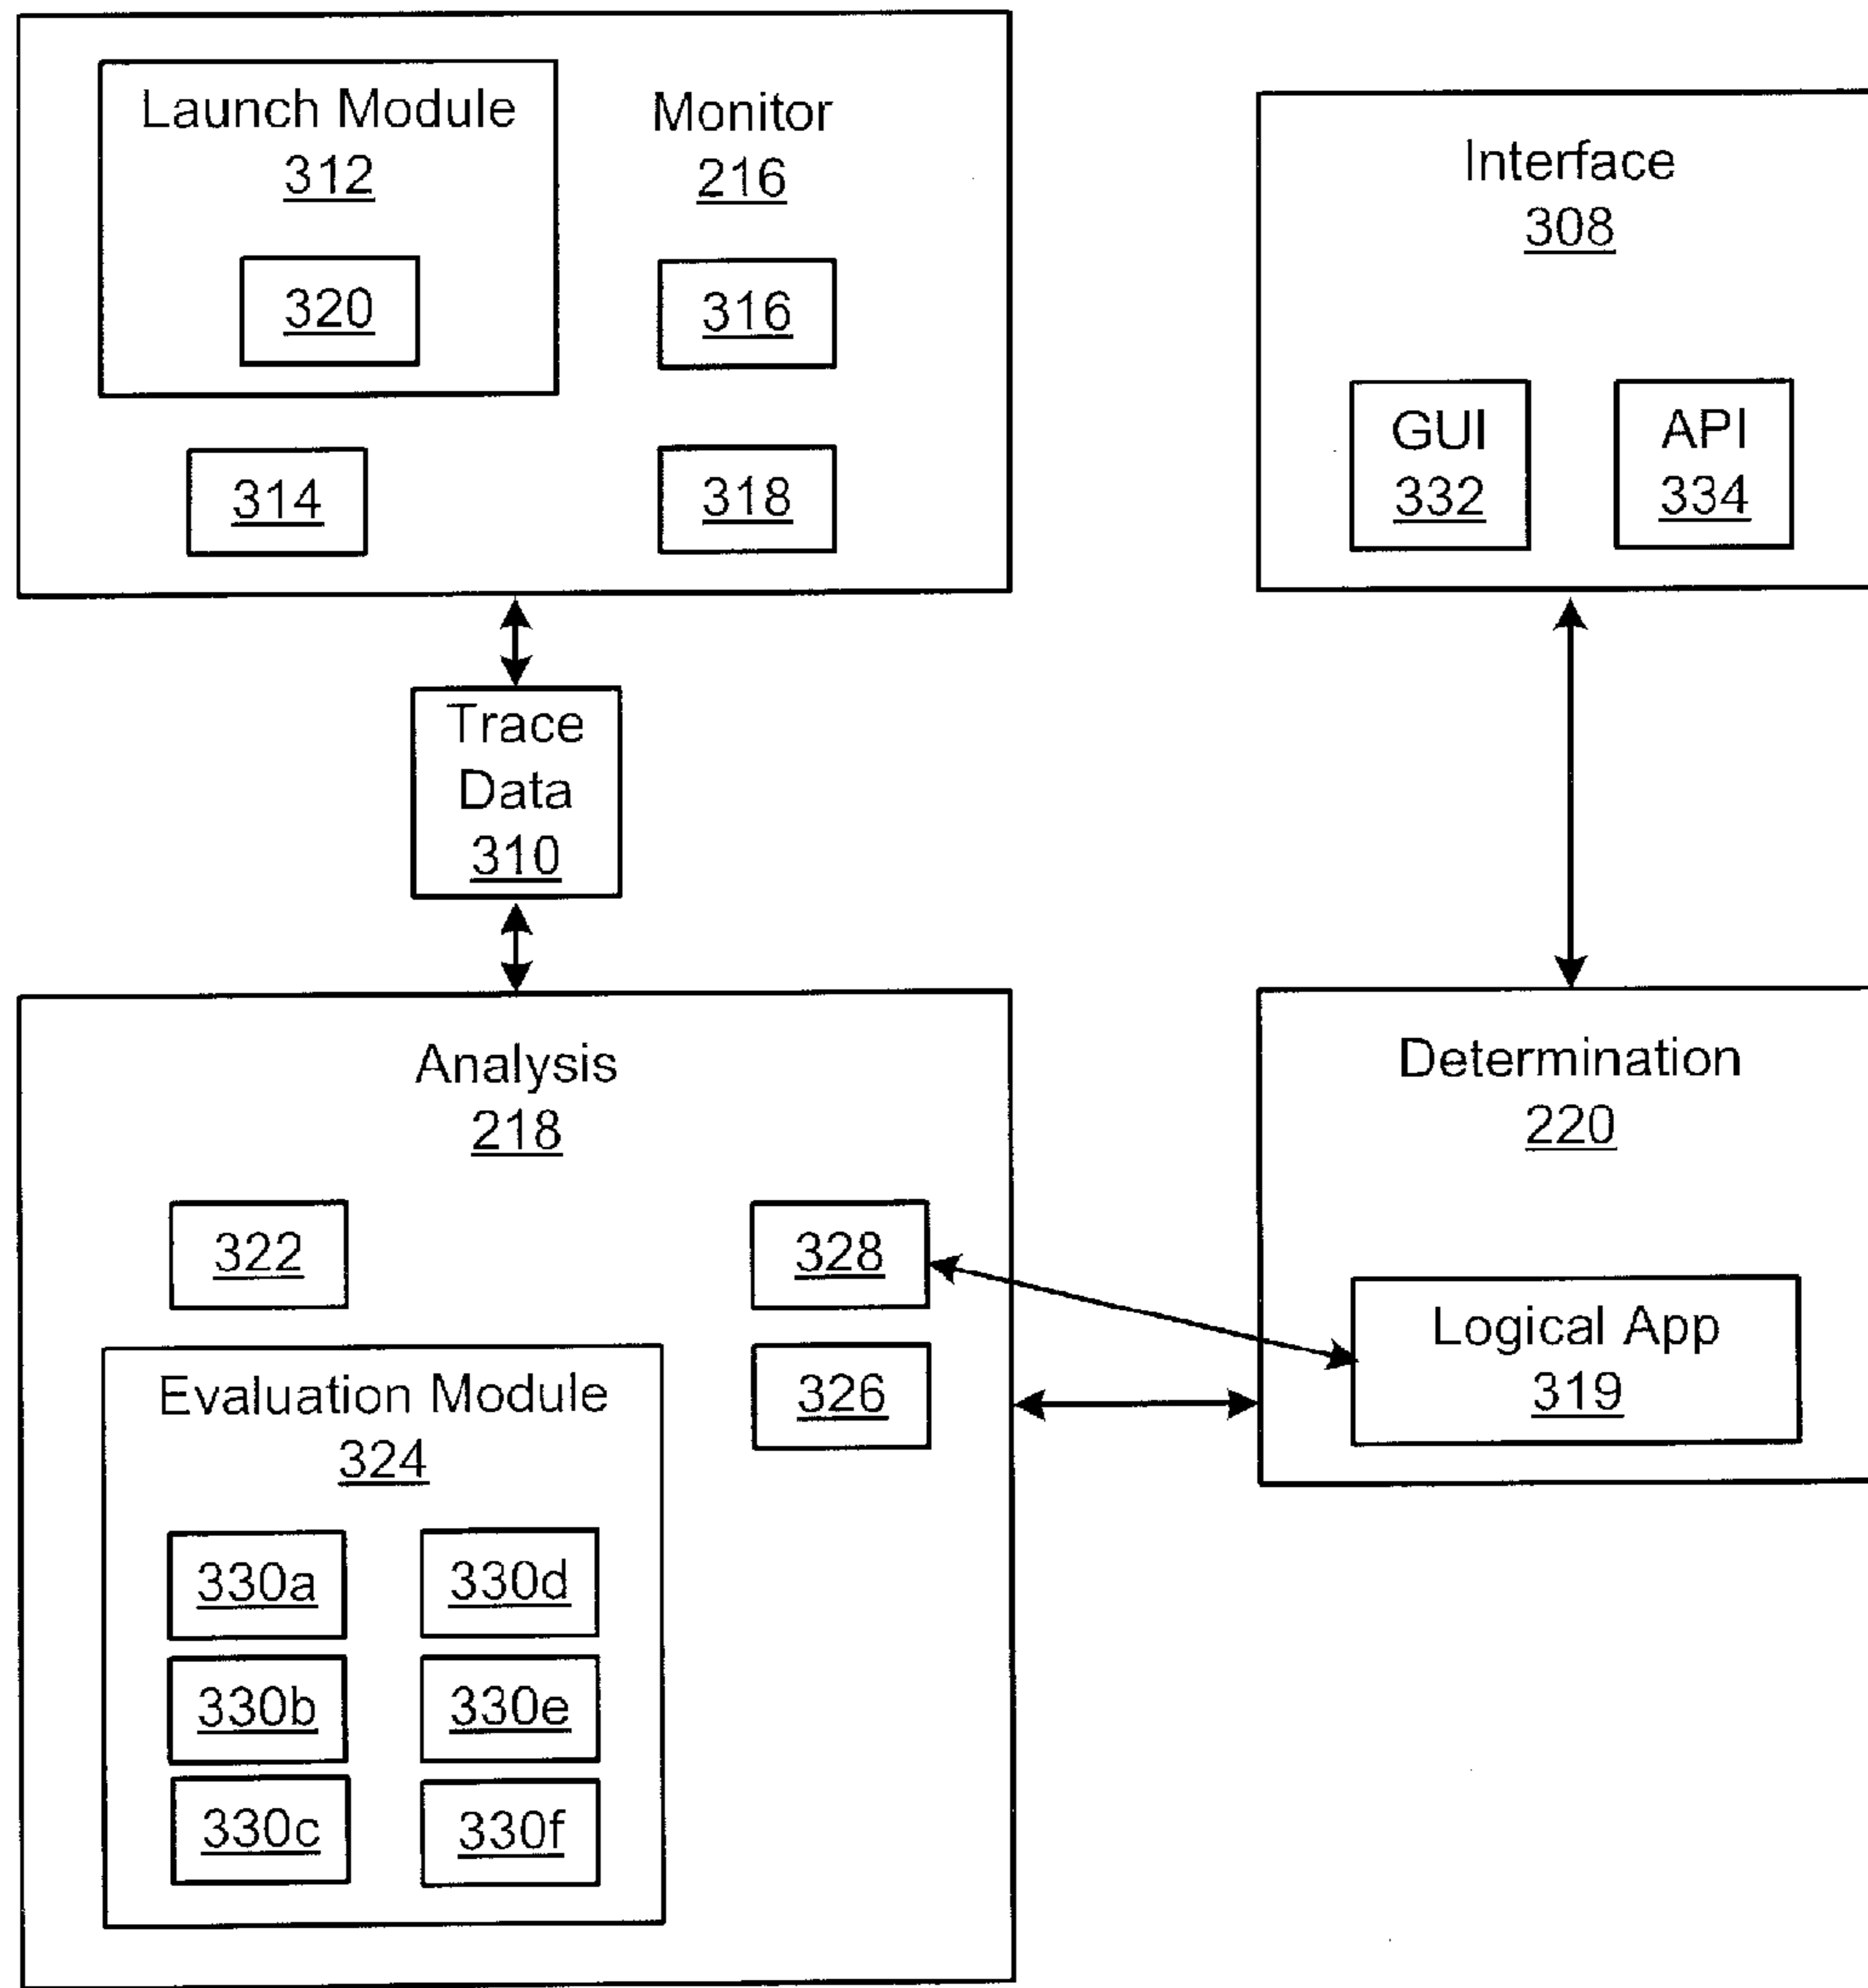 Launch Module
312
320
Monitor
216
316
314
318
Interface
308
GUI
332
API
334
Trace
Data
310
Analysis
218
322
328
326
Evaluation Module
324
330a
330d
330b
330e
330c
330f
Determination
220
Logical App
319